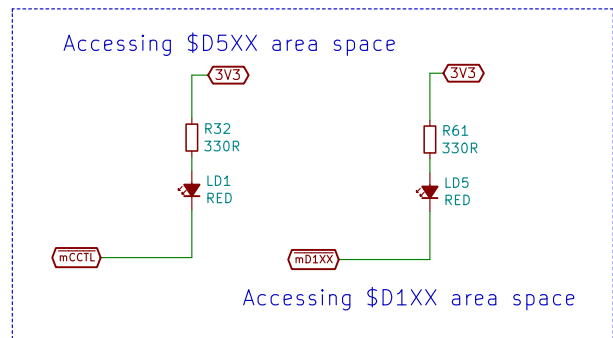 Accessing $D5XX area space
3V3
3V3
R32
330R
R61
330R
LD1
RED
LD5
RED
mCCTL
mD1XX
Accessing $D1XX area space